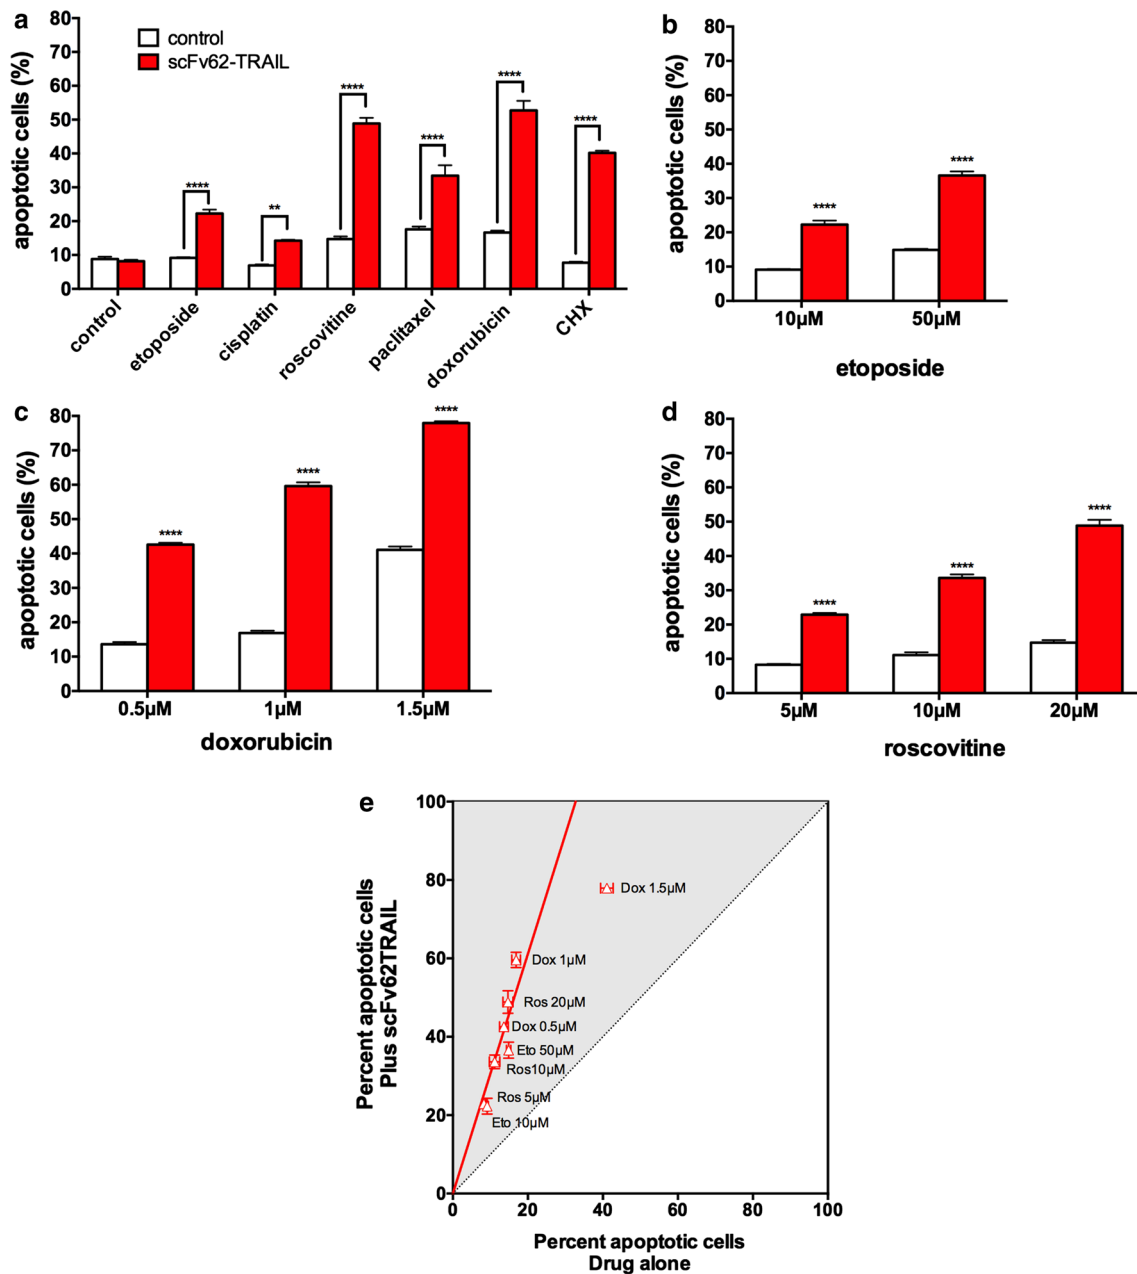 a
80
70
60
50
40
30
20
10
0
apoptotic cells (%)
control
scFv62-TRAIL
****
**
****
****
****
****
control
etoposide
cisplatin
roscovitine
paclitaxel
doxorubicin
CHX
b
80
70
60
50
40
30
20
10
0
apoptotic cells (%)
****
****
10μM
50μM
etoposide
c
80
70
60
50
40
30
20
10
0
apoptotic cells (%)
****
****
****
0.5μM
1μM
1.5μM
doxorubicin
d
80
70
60
50
40
30
20
10
0
apoptotic cells (%)
****
****
****
5μM
10μM
20μM
roscovitine
e
100
80
60
40
20
0
Percent apoptotic cells
Plus scFv62TRAIL
Dox 1.5μM
Dox 1μM
Ros 20μM
Dox 0.5μM
Eto 50μM
Ros10μM
Ros 5μM
Eto 10μM
0
20
40
60
80
100
Percent apoptotic cells
Drug alone